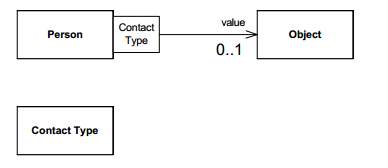 Person
Contact
Type
value
0..1
Object
Contact Type